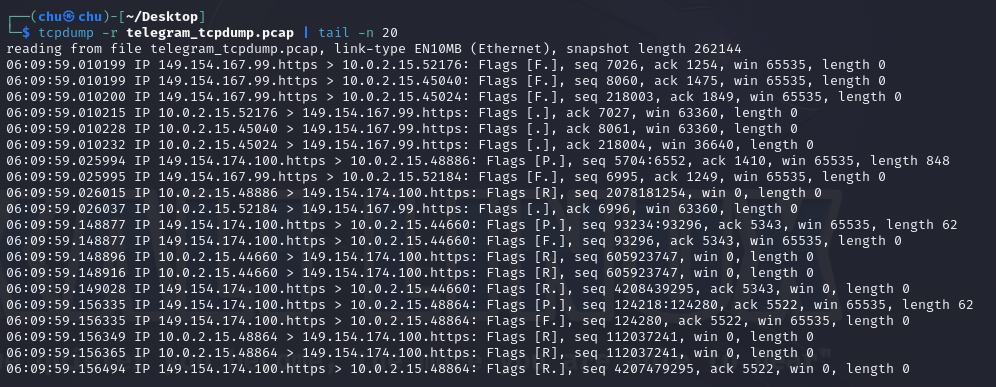 ┌──(chu㉿chu)-[~/Desktop]
└─$ tcpdump -r telegram_tcpdump.pcap | tail -n 20
reading from file telegram_tcpdump.pcap, link-type EN10MB (Ethernet), snapshot length 262144
06:09:59.010199 IP 149.154.167.99.https > 10.0.2.15.52176: Flags [F.], seq 7026, ack 1254, win 65535, length 0
06:09:59.010199 IP 149.154.167.99.https > 10.0.2.15.45040: Flags [F.], seq 8060, ack 1475, win 65535, length 0
06:09:59.010200 IP 149.154.167.99.https > 10.0.2.15.45024: Flags [F.], seq 218003, ack 1849, win 65535, length 0
06:09:59.010215 IP 10.0.2.15.52176 > 149.154.167.99.https: Flags [.], ack 7027, win 63360, length 0
06:09:59.010228 IP 10.0.2.15.45040 > 149.154.167.99.https: Flags [.], ack 8061, win 63360, length 0
06:09:59.010232 IP 10.0.2.15.45024 > 149.154.167.99.https: Flags [.], ack 218004, win 36640, length 0
06:09:59.025994 IP 149.154.174.100.https > 10.0.2.15.48886: Flags [P.], seq 5704:6552, ack 1410, win 65535, length 848
06:09:59.025995 IP 149.154.167.99.https > 10.0.2.15.52184: Flags [F.], seq 6995, ack 1249, win 65535, length 0
06:09:59.026015 IP 10.0.2.15.48886 > 149.154.174.100.https: Flags [R], seq 2078181254, win 0, length 0
06:09:59.026037 IP 10.0.2.15.52184 > 149.154.167.99.https: Flags [.], ack 6996, win 63360, length 0
06:09:59.148877 IP 149.154.174.100.https > 10.0.2.15.44660: Flags [P.], seq 93234:93296, ack 5343, win 65535, length 62
06:09:59.148877 IP 149.154.174.100.https > 10.0.2.15.44660: Flags [F.], seq 93296, ack 5343, win 65535, length 0
06:09:59.148896 IP 10.0.2.15.44660 > 149.154.174.100.https: Flags [R], seq 605923747, win 0, length 0
06:09:59.148916 IP 10.0.2.15.44660 > 149.154.174.100.https: Flags [R], seq 605923747, win 0, length 0
06:09:59.149028 IP 149.154.174.100.https > 10.0.2.15.44660: Flags [R.], seq 4208439295, ack 5343, win 0, length 0
06:09:59.156335 IP 149.154.174.100.https > 10.0.2.15.48864: Flags [P.], seq 124218:124280, ack 5522, win 65535, length 62
06:09:59.156335 IP 149.154.174.100.https > 10.0.2.15.48864: Flags [F.], seq 124280, ack 5522, win 65535, length 0
06:09:59.156349 IP 10.0.2.15.48864 > 149.154.174.100.https: Flags [R], seq 112037241, win 0, length 0
06:09:59.156363 IP 10.0.2.15.48864 > 149.154.174.100.https: Flags [R], seq 112037241, win 0, length 0
06:09:59.156494 IP 149.154.174.100.https > 10.0.2.15.48864: Flags [R.], seq 4207479295, ack 5522, win 0, length 0